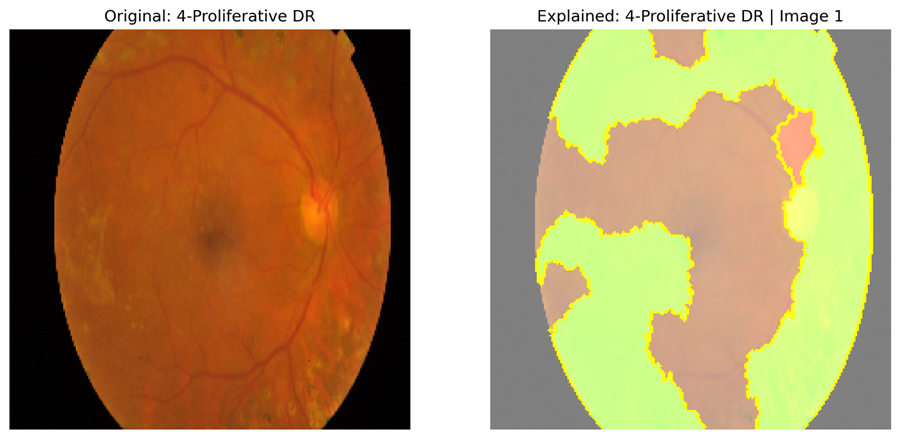 Original: 4-Proliferative DR
Explained: 4-Proliferative DR | Image 1